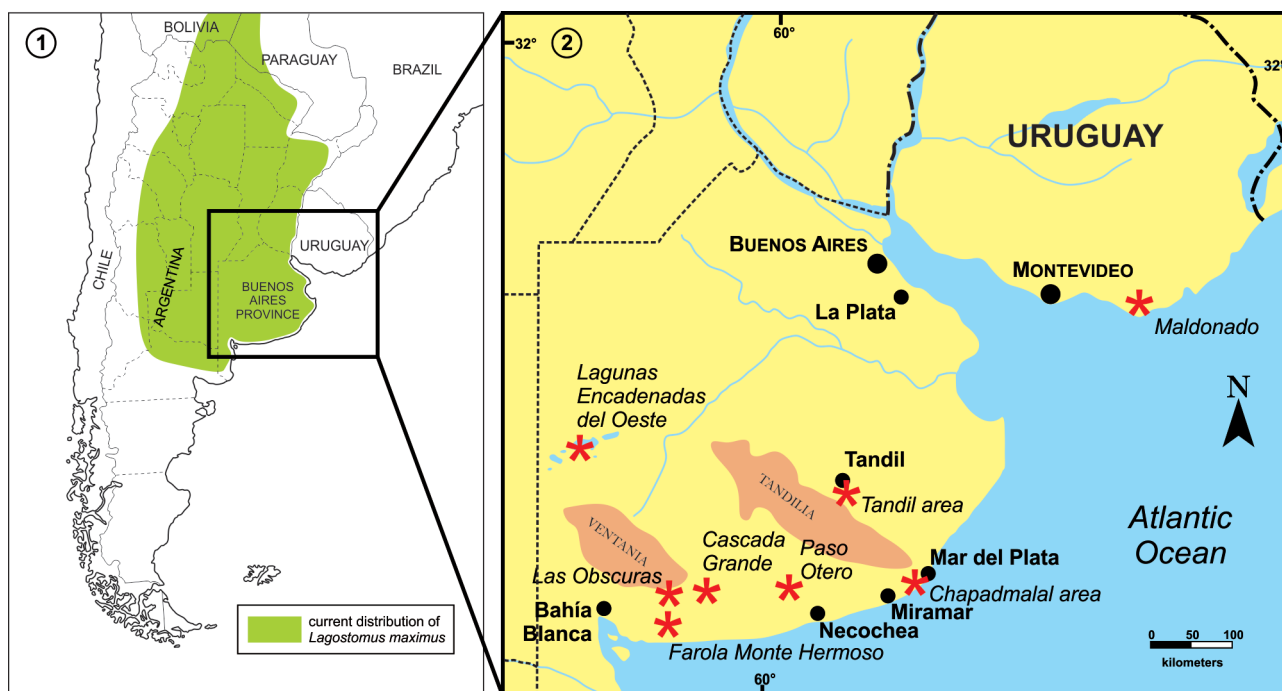 1
BOLIVIA
PARAGUAY
BRAZIL
CHILE
ARGENTINA
URUGUAY
BUENOS
AIRES
PROVINCE
current distribution of
Lagostomus maximus
2
60°
32°
32°
URUGUAY
BUENOS AIRES
La Plata
MONTEVIDEO
Maldonado
Lagunas
Encadenadas
del Oeste
N
Tandil
Tandil area
TANDILIA
VENTANIA
Atlantic
Ocean
Cascada
Grande
Paso
Otero
Las Obscuras
Mar del Plata
Chapadmalal area
Bahía
Blanca
Miramar
Necochea
Farola Monte Hermoso
0 50 100
kilometers
60°